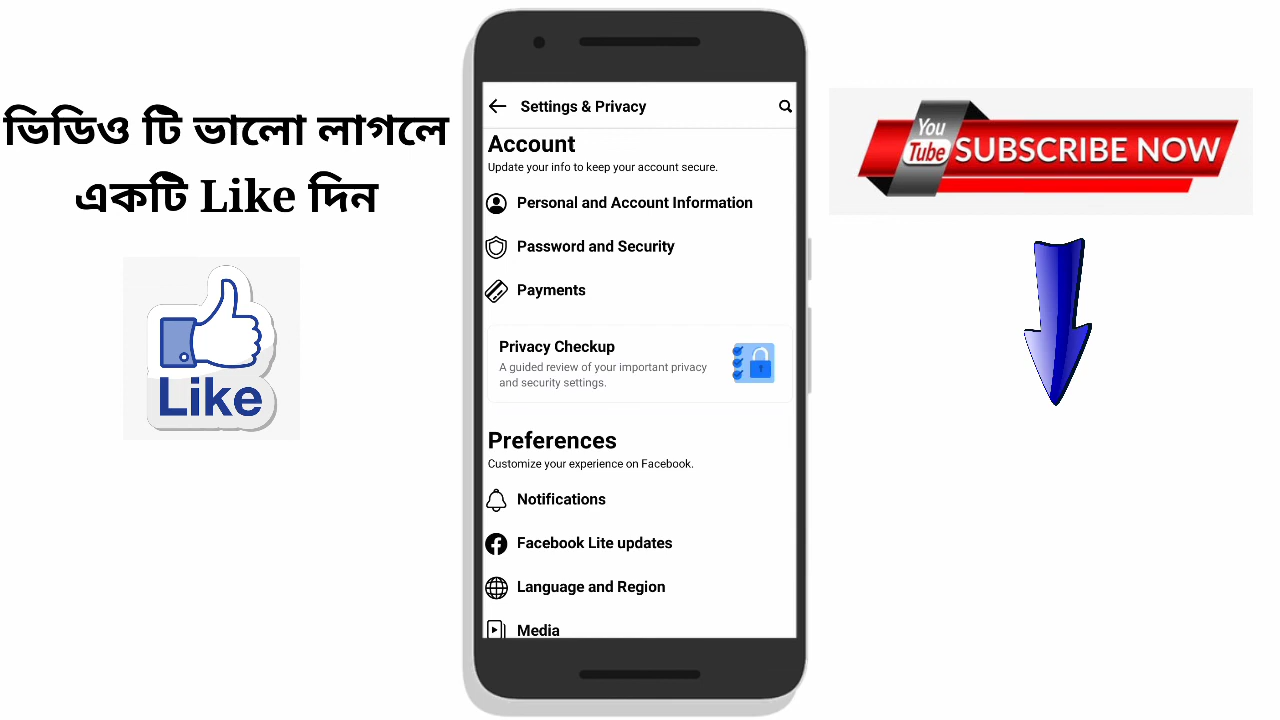 ভিডিও টি ভালো লাগলে
একটি Like দিন
Like
Settings & Privacy
Account
Update your info to keep your account secure.
Personal and Account Information
Password and Security
Payments
Privacy Checkup
A guided review of your important privacy
and security settings.
Preferences
Customize your experience on Facebook.
Notifications
Facebook Lite updates
Language and Region
Media
You
Tube SUBSCRIBE NOW